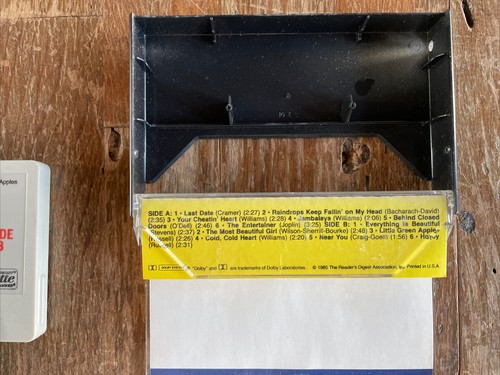 Apples
DE
SIDE A: 1 • Last Date (Cramer) (2:27) 2 • Raindrops Keep Fallin' on My Head (Bacharach-David)
(2:35) 3 • Your Cheatin' Heart (Williams) (2:28) 4 • Jambalaya (Williams) (2:06) 5 • Behind Closed
Doors (O'Dell) (2:46) 6 • The Entertainer (Joplin) (3:25) SIDE B: 1 • Everything is Beautiful
(Stevens) (2:37) 2 • The Most Beautiful Girl (Wilson-Sherrill-Bourke) (2:48) 3 • Little Green Apples
(Russell) (2:26) 4 • Cold, Cold Heart (Williams) (2:20) 5 • Near You (Craig-Goell) (1:56) 6 • Honey
(Russell) (2:31)
"Dolby" and are trademarks of Dolby Laboratories. © 1985 The Reader's Digest Association, Inc. Printed in U.S.A.